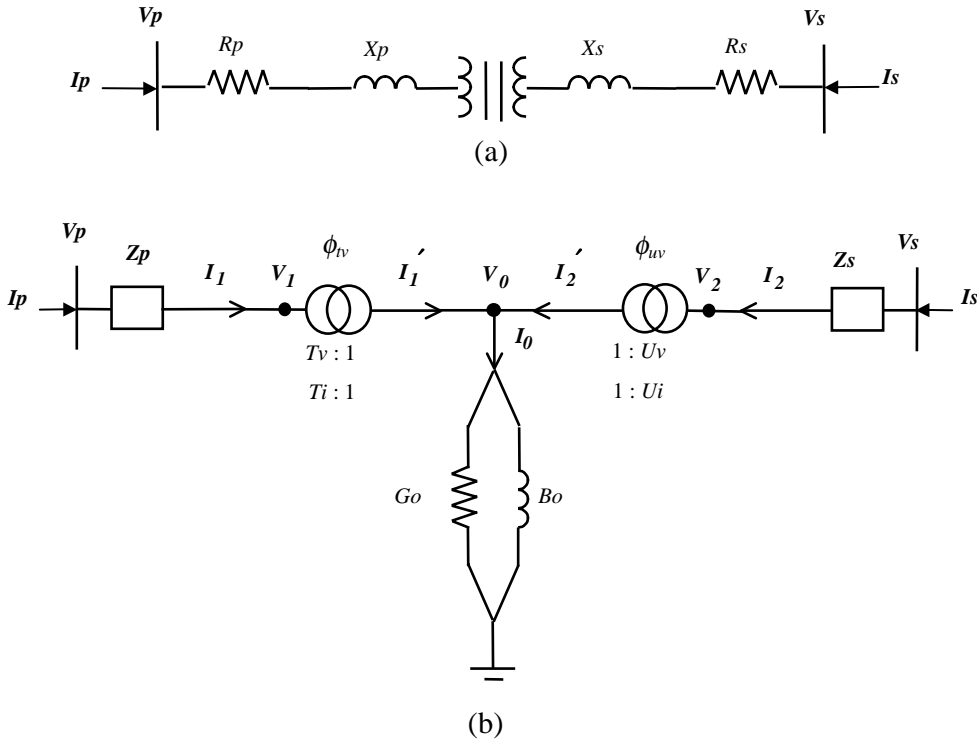 Vp Vs
Rp Xp Xs Rs
Ip Is
(a)
Vp ϕtv ϕuv Vs
Zp I1 V1 I1′ V0 I2′ V2 I2 Zs
Ip Is
I0
Tv : 1 1 : Uv
Ti : 1 1 : Ui
Go Bo
(b)